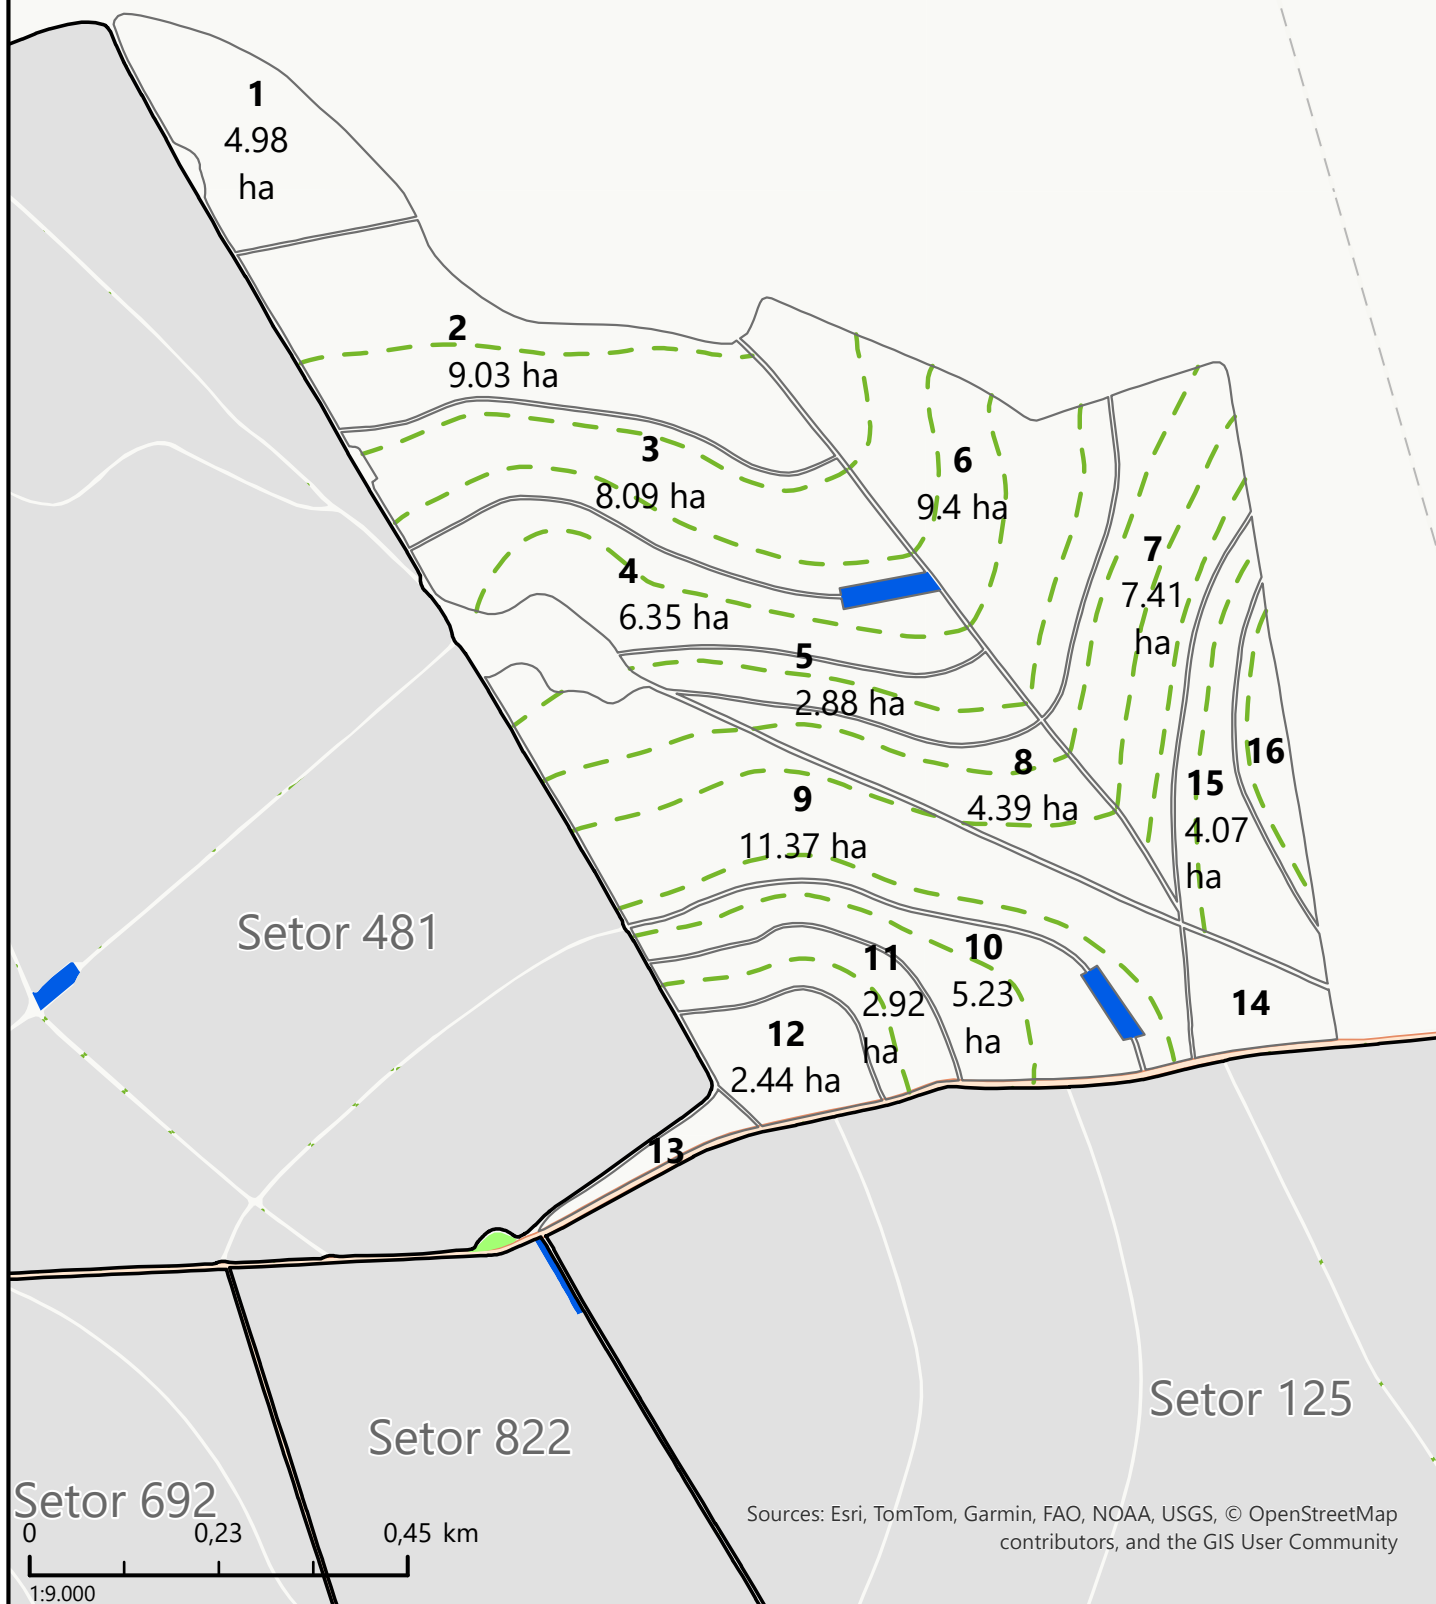 1
4.98
ha
2
9.03 ha
3
8.09 ha
6
9.4 ha
7
7.41
ha
4
6.35 ha
5
2.88 ha
8
4.39 ha
16
15
4.07
ha
9
11.37 ha
10
5.23
ha
11
2.92
ha
12
2.44 ha
14
13
Setor 481
Setor 125
Setor 822
Setor 692
0 0,23 0,45 km
1:9.000
Sources: Esri, TomTom, Garmin, FAO, NOAA, USGS, © OpenStreetMap
contributors, and the GIS User Community